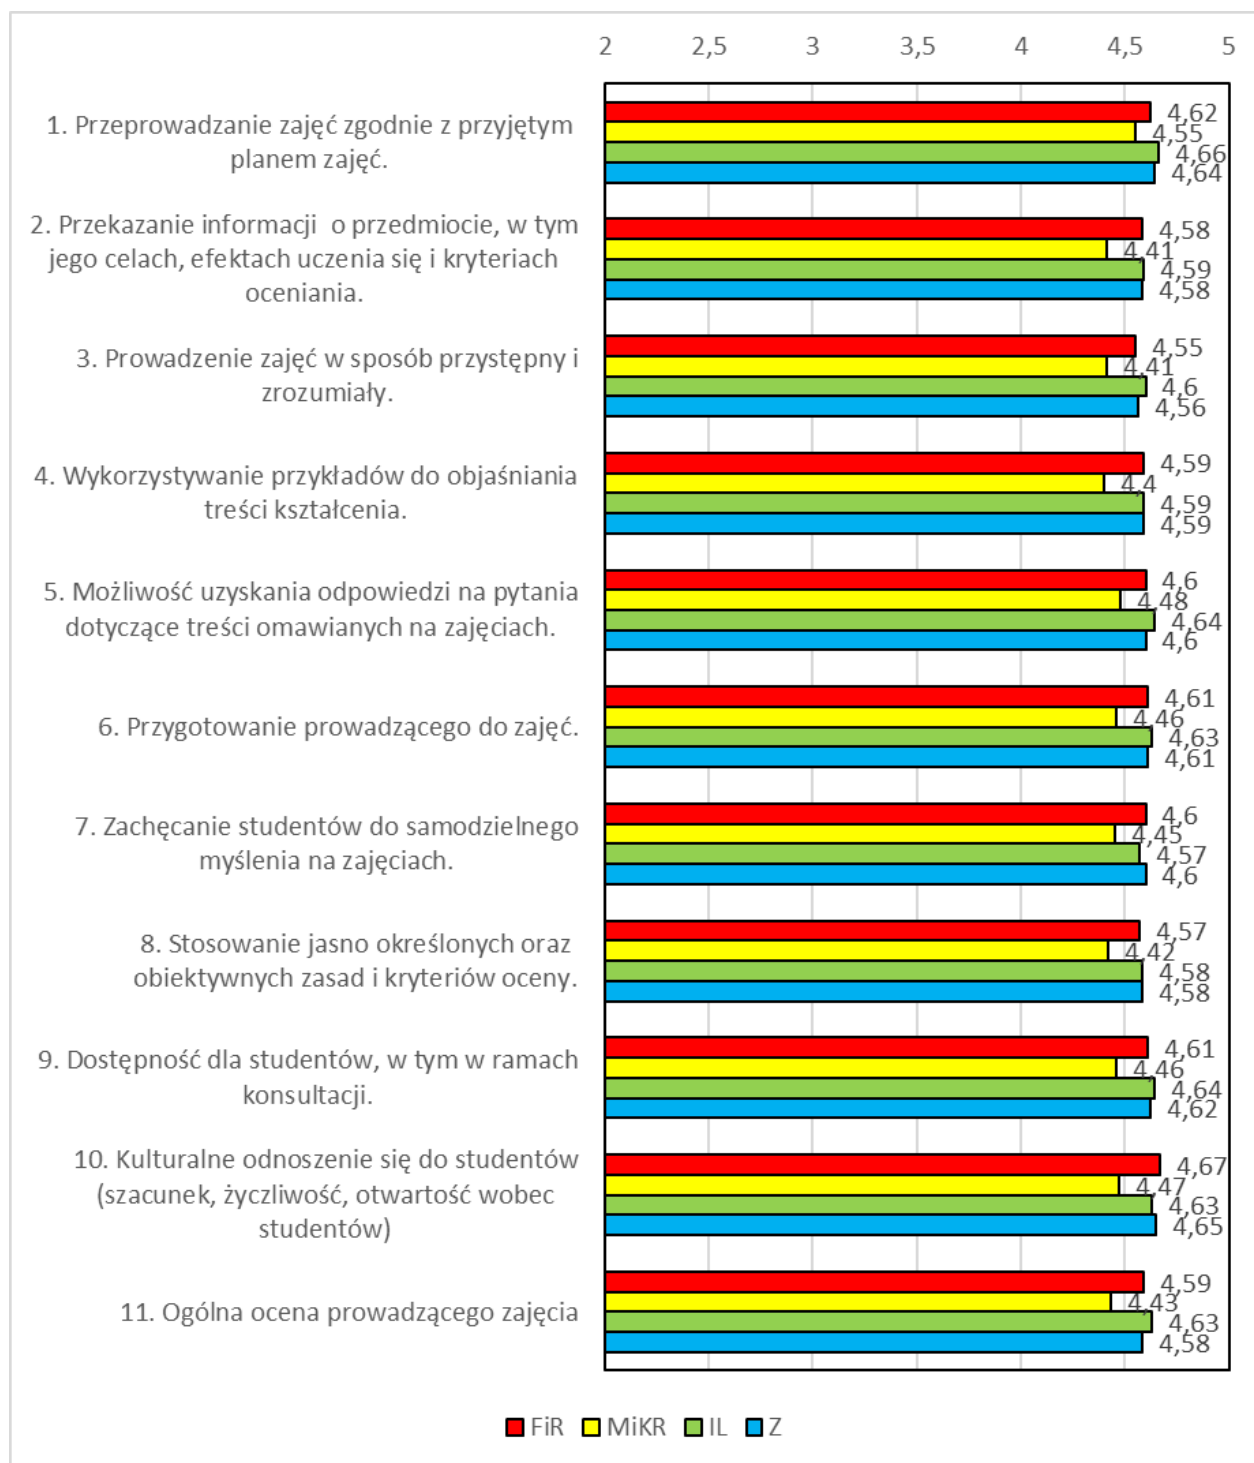 2 2,5 3 3,5 4 4,5 5
1. Przeprowadzanie zajęć zgodnie z przyjętym
planem zajęć.
4,62
4,55
4,66
4,64
2. Przekazanie informacji o przedmiocie, w tym
jego celach, efektach uczenia się i kryteriach
oceniania.
4,58
4,41
4,59
4,58
3. Prowadzenie zajęć w sposób przystępny i
zrozumiały.
4,55
4,41
4,6
4,56
4. Wykorzystywanie przykładów do objaśniania
treści kształcenia.
4,59
4,4
4,59
4,59
5. Możliwość uzyskania odpowiedzi na pytania
dotyczące treści omawianych na zajęciach.
4,6
4,48
4,64
4,6
6. Przygotowanie prowadzącego do zajęć.
4,61
4,46
4,63
4,61
7. Zachęcanie studentów do samodzielnego
myślenia na zajęciach.
4,6
4,45
4,57
4,6
8. Stosowanie jasno określonych oraz
obiektywnych zasad i kryteriów oceny.
4,57
4,42
4,58
4,58
9. Dostępność dla studentów, w tym w ramach
konsultacji.
4,61
4,46
4,64
4,62
10. Kulturalne odnoszenie się do studentów
(szacunek, życzliwość, otwartość wobec
studentów)
4,67
4,47
4,63
4,65
11. Ogólna ocena prowadzącego zajęcia
4,59
4,43
4,63
4,58
FiR MiKR IL Z